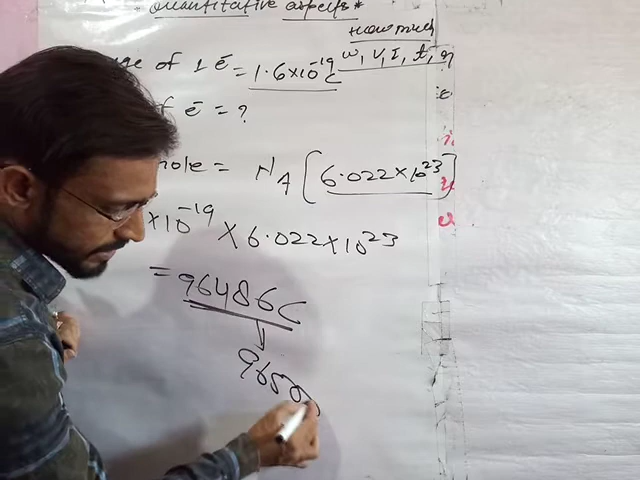 *Quantitative aspects*
How much
w, V, I, t, q
ge of 1 e̅ = 1.6×10⁻¹⁹ C
f e̅ = ?
mole = N_A [6.022×10²³]
×10⁻¹⁹ × 6.022×10²³
= 96486 C
↓
9650